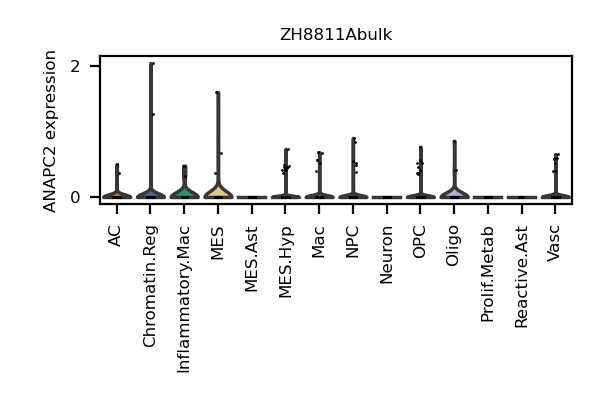 ZH8811Abulk
ANAPC2 expression
2
0
AC
Chromatin.Reg
Inflammatory.Mac
MES
MES.Ast
MES.Hyp
Mac
NPC
Neuron
OPC
Oligo
Prolif.Metab
Reactive.Ast
Vasc